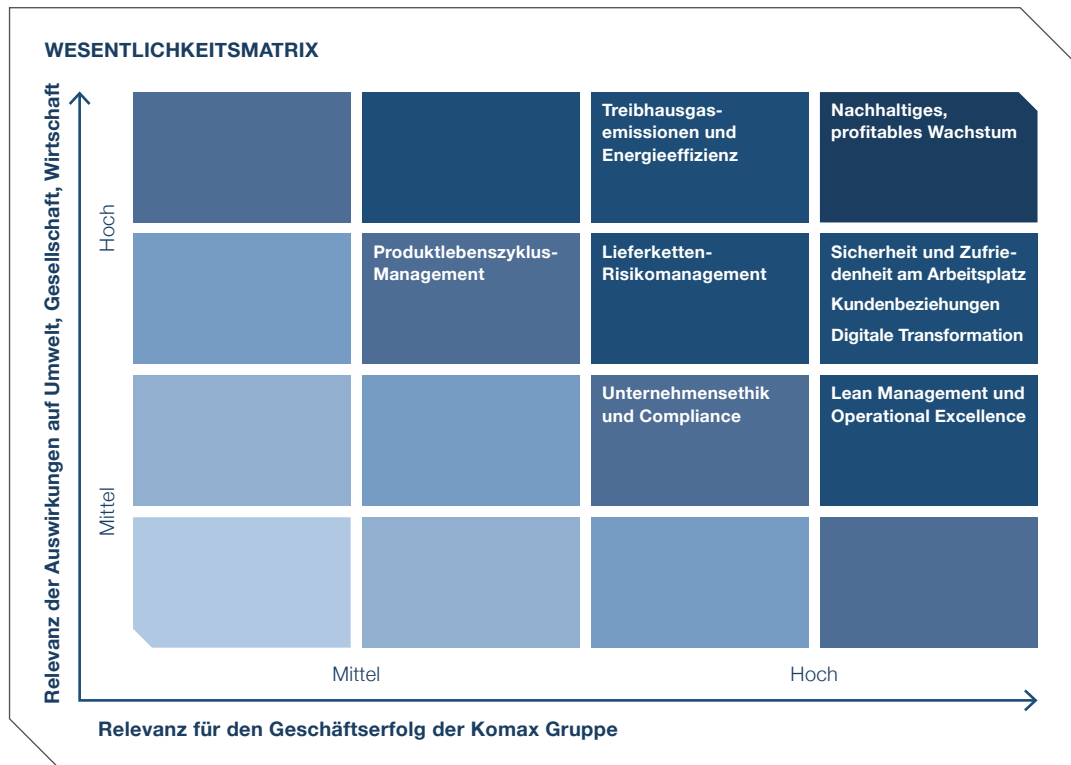 WESENTLICHKEITSMATRIX
Relevanz der Auswirkungen auf Umwelt, Gesellschaft, Wirtschaft
Hoch
Mittel
Treibhausgas-
emissionen und
Energieeffizienz
Nachhaltiges,
profitables Wachstum
Produktlebenszyklus-
Management
Lieferketten-
Risikomanagement
Sicherheit und Zufrie-
denheit am Arbeitsplatz
Kundenbeziehungen
Digitale Transformation
Unternehmensethik
und Compliance
Lean Management und
Operational Excellence
Mittel
Hoch
Relevanz für den Geschäftserfolg der Komax Gruppe